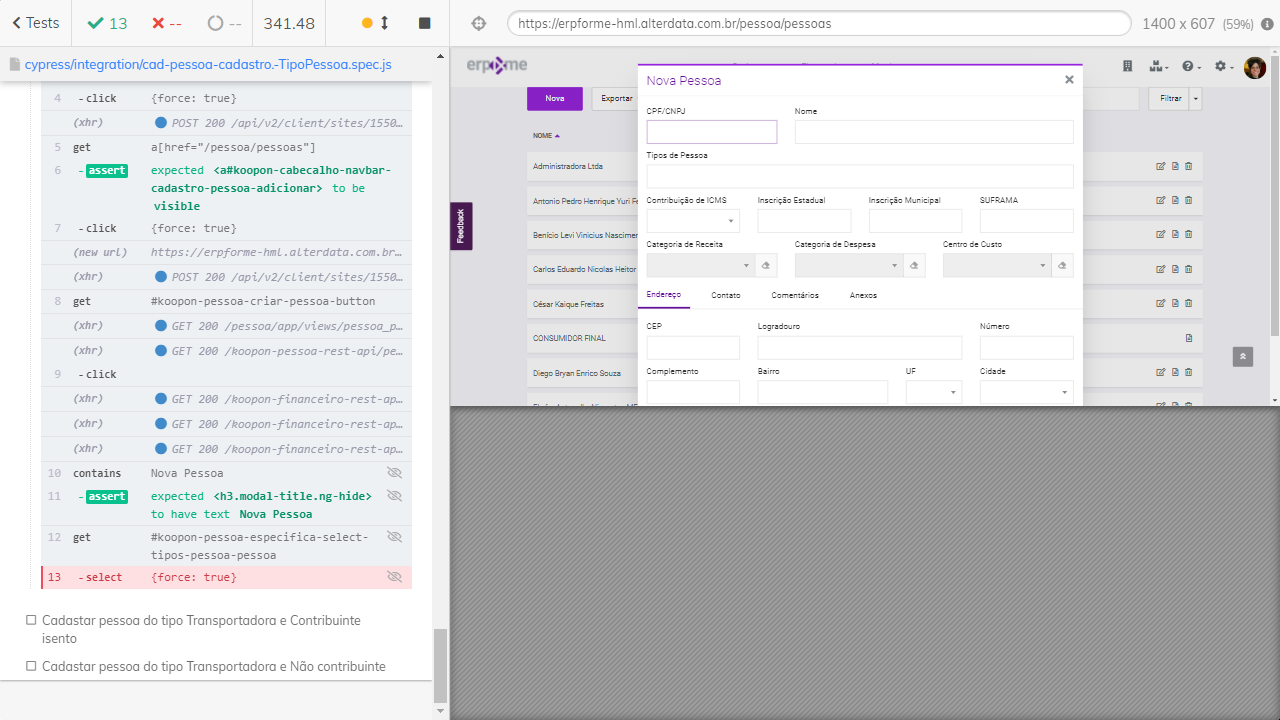 Tests
13
--
--
341.48
https://erpforme-hml.alterdata.com.br/pessoa/pessoas
1400 x 607 (59%)
cypress/integration/cad-pessoa-cadastro.-TipoPessoa.spec.js
4 - click {force: true}
(xhr) POST 200 /api/v2/client/sites/1550…
5 get a[href="/pessoa/pessoas"]
6 - assert expected <a#koopon-cabecalho-navbar-
cadastro-pessoa-adicionar> to be
visible
7 - click {force: true}
(new url) https://erpforme-hml.alterdata.com.br…
(xhr) POST 200 /api/v2/client/sites/1550…
8 get #koopon-pessoa-criar-pessoa-button
(xhr) GET 200 /pessoa/app/views/pessoa_p…
(xhr) GET 200 /koopon-pessoa-rest-api/pe…
9 - click
(xhr) GET 200 /koopon-financeiro-rest-ap…
(xhr) GET 200 /koopon-financeiro-rest-ap…
(xhr) GET 200 /koopon-financeiro-rest-ap…
10 contains Nova Pessoa
11 - assert expected <h3.modal-title.ng-hide>
to have text Nova Pessoa
12 get #koopon-pessoa-especifica-select-
tipos-pessoa-pessoa
13 - select {force: true}
Cadastar pessoa do tipo Transportadora e Contribuinte
isento
Cadastar pessoa do tipo Transportadora e Não contribuinte
Nova
Exportar
Filtrar
NOME
Administradora Ltda
Antonio Pedro Henrique Yuri Fe
Benício Levi Vinicius Nascimen
Carlos Eduardo Nicolas Heitor
César Kaique Freitas
CONSUMIDOR FINAL
Diego Bryan Enrico Souza
Feedback
Nova Pessoa
CPF/CNPJ Nome
Tipos de Pessoa
Contribuição de ICMS Inscrição Estadual Inscrição Municipal SUFRAMA
Categoria de Receita Categoria de Despesa Centro de Custo
Endereço Contato Comentários Anexos
CEP Logradouro Número
Complemento Bairro UF Cidade